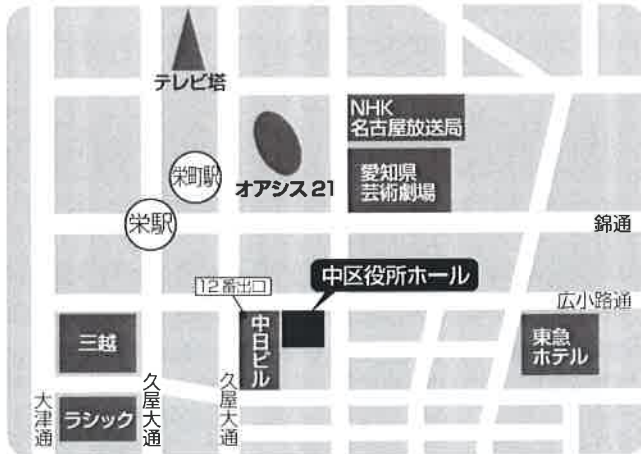 テレビ塔
NHK
名古屋放送局
栄町駅
オアシス21
愛知県
芸術劇場
栄駅
錦通
中区役所ホール
12番出口
広小路通
三越
中日ビル
東急
ホテル
大津通
ラシック
久屋大通
久屋大通